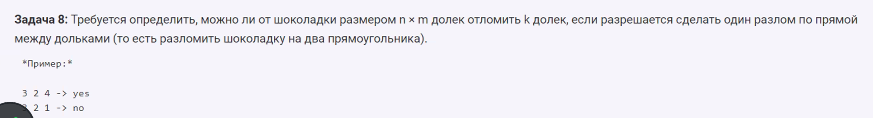 Задача 8: Требуется определить, можно ли от шоколадки размером n × m долек отломить k долек, если разрешается сделать один разлом по прямой
между дольками (то есть разломить шоколадку на два прямоугольника).
*Пример:*
3 2 4 -> yes
2 1 -> no